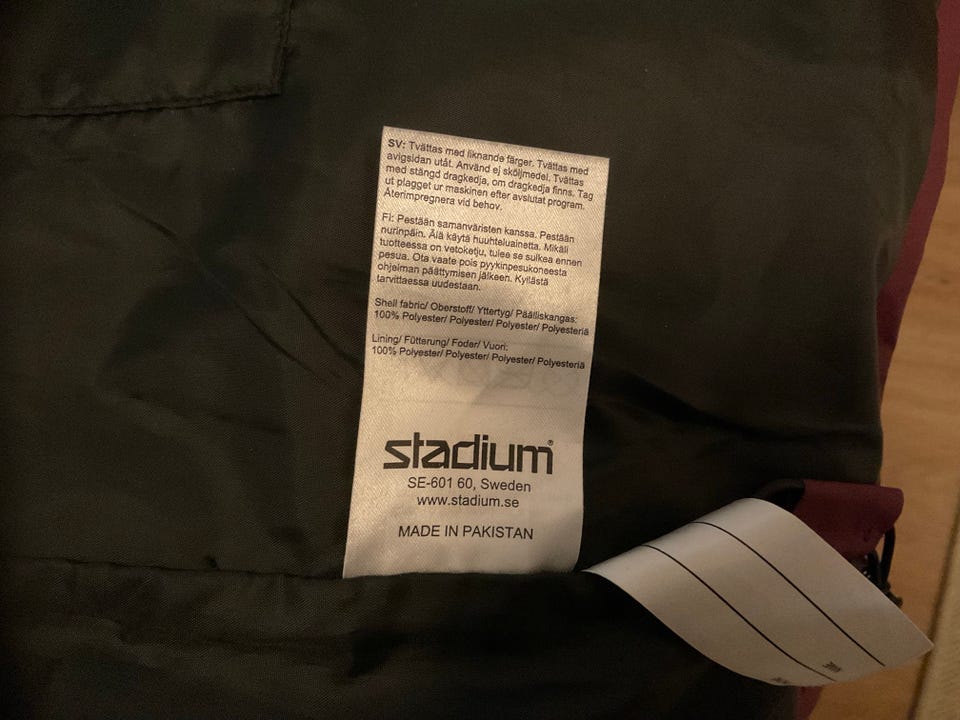 SV: Tvättas med liknande färger. Tvättas med
avigsidan utåt. Använd ej sköljmedel. Tvättas
med stängd dragkedja, om dragkedja finns. Tag
ut plagget ur maskinen efter avslutat program.
Återimpregnera vid behov.
FI: Pestään samanväristen kanssa. Pestään
nurinpäin. Älä käytä huuhteluainetta. Mikäli
tuotteessa on vetoketju, tulee se sulkea ennen
pesua. Ota vaate pois pyykinpesukoneesta
ohjelman päättymisen jälkeen. Kyllästä
tarvittaessa uudestaan.
Shell fabric/ Oberstoff/ Yttertyg/ Päälliskangas:
100% Polyester/ Polyester/ Polyester/ Polyesteriä
Lining/ Fütterung/ Foder/ Vuori:
100% Polyester/ Polyester/ Polyester/ Polyesteriä
stadium®
SE-601 60, Sweden
www.stadium.se
MADE IN PAKISTAN